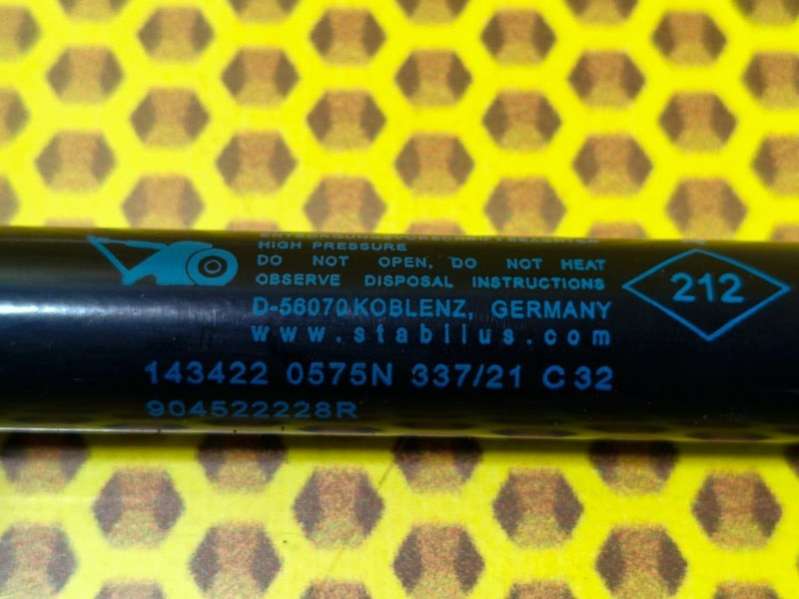 HIGH PRESSURE
DO NOT OPEN, DO NOT HEAT
OBSERVE DISPOSAL INSTRUCTIONS
D-56070 KOBLENZ, GERMANY
www.stabilus.com
212
143422 0575N 337/21 C32
904522228R